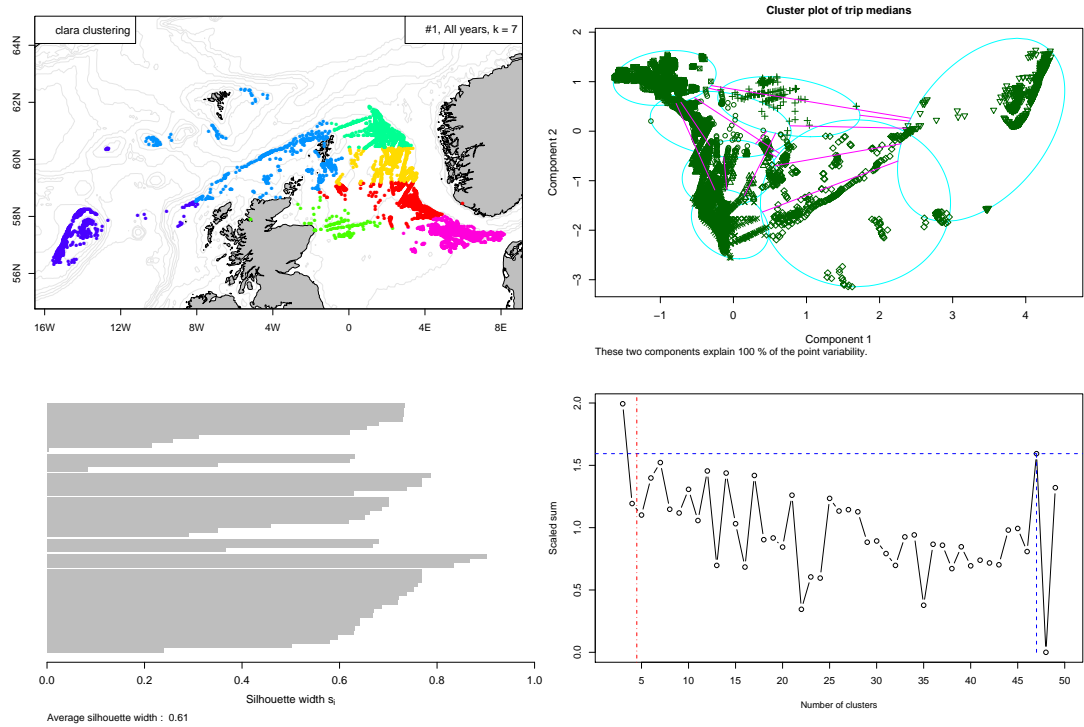 clara clustering
#1, All years, k = 7
64N
62N
60N
58N
56N
16W
12W
8W
4W
0
4E
8E
Cluster plot of trip medians
2
1
0
−1
−2
−3
Component 2
−1
0
1
2
3
4
Component 1
These two components explain 100 % of the point variability.
0.0
0.2
0.4
0.6
0.8
1.0
Silhouette width si
Average silhouette width : 0.61
2.0
1.5
1.0
0.5
0.0
Scaled sum
5
10
15
20
25
30
35
40
45
50
Number of clusters